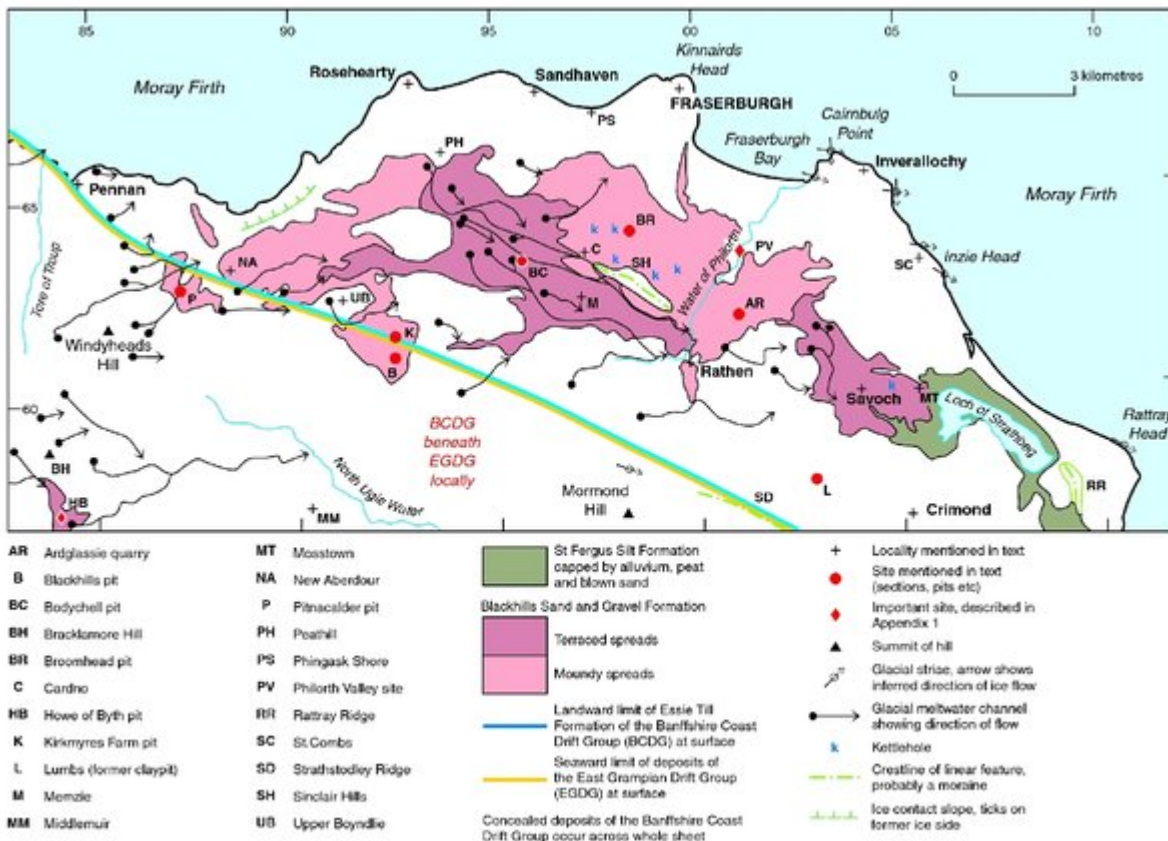 85
90
95
00
05
10
Kinnairds
Head
Rosehearty
Sandhaven
Moray Firth
FRASERBURGH
0
3 kilometres
PS
Cairnbulg
Point
Fraserburgh
Bay
PH
Inverallochy
Pennan
65
Moray Firth
BR
k k
Tore of Troup
NA
C
SH
k
k
k
Water of Philorth
PV
SC
Inzie Head
BC
P
UB
M
AR
K
Windyheads
Hill
B
Rathen
60
Savoch
k
MT
Loch of Strathbeg
Rattray
Head
BCDG
beneath
EGDG
locally
BH
HB
North Ugie Water
MM
Mormond
Hill
SD
L
RR
Crimond
AR Ardglassie quarry
B Blackhills pit
BC Bodychell pit
BH Bracklamore Hill
BR Broomhead pit
C Cardno
HB Howe of Byth pit
K Kirkmyres Farm pit
L Lumbs (former claypit)
M Memzie
MM Middlemuir
MT Mosstown
NA New Aberdour
P Pitnacalder pit
PH Peathill
PS Phingask Shore
PV Philorth Valley site
RR Rattray Ridge
SC St.Combs
SD Strathstodley Ridge
SH Sinclair Hills
UB Upper Boyndlie
St Fergus Silt Formation
capped by alluvium, peat
and blown sand
Blackhills Sand and Gravel Formation
Terraced spreads
Moundy spreads
Landward limit of Essie Till
Formation of the Banffshire Coast
Drift Group (BCDG) at surface
Seaward limit of deposits of
the East Grampian Drift Group
(EGDG) at surface
Concealed deposits of the Banffshire Coast
Drift Group occur across whole sheet
Locality mentioned in text
Site mentioned in text
(sections, pits etc)
Important site, described in
Appendix 1
Summit of hill
Glacial striae, arrow shows
inferred direction of ice flow
Glacial meltwater channel
showing direction of flow
k Kettlehole
Crestline of linear feature,
probably a moraine
Ice contact slope, ticks on
former ice side